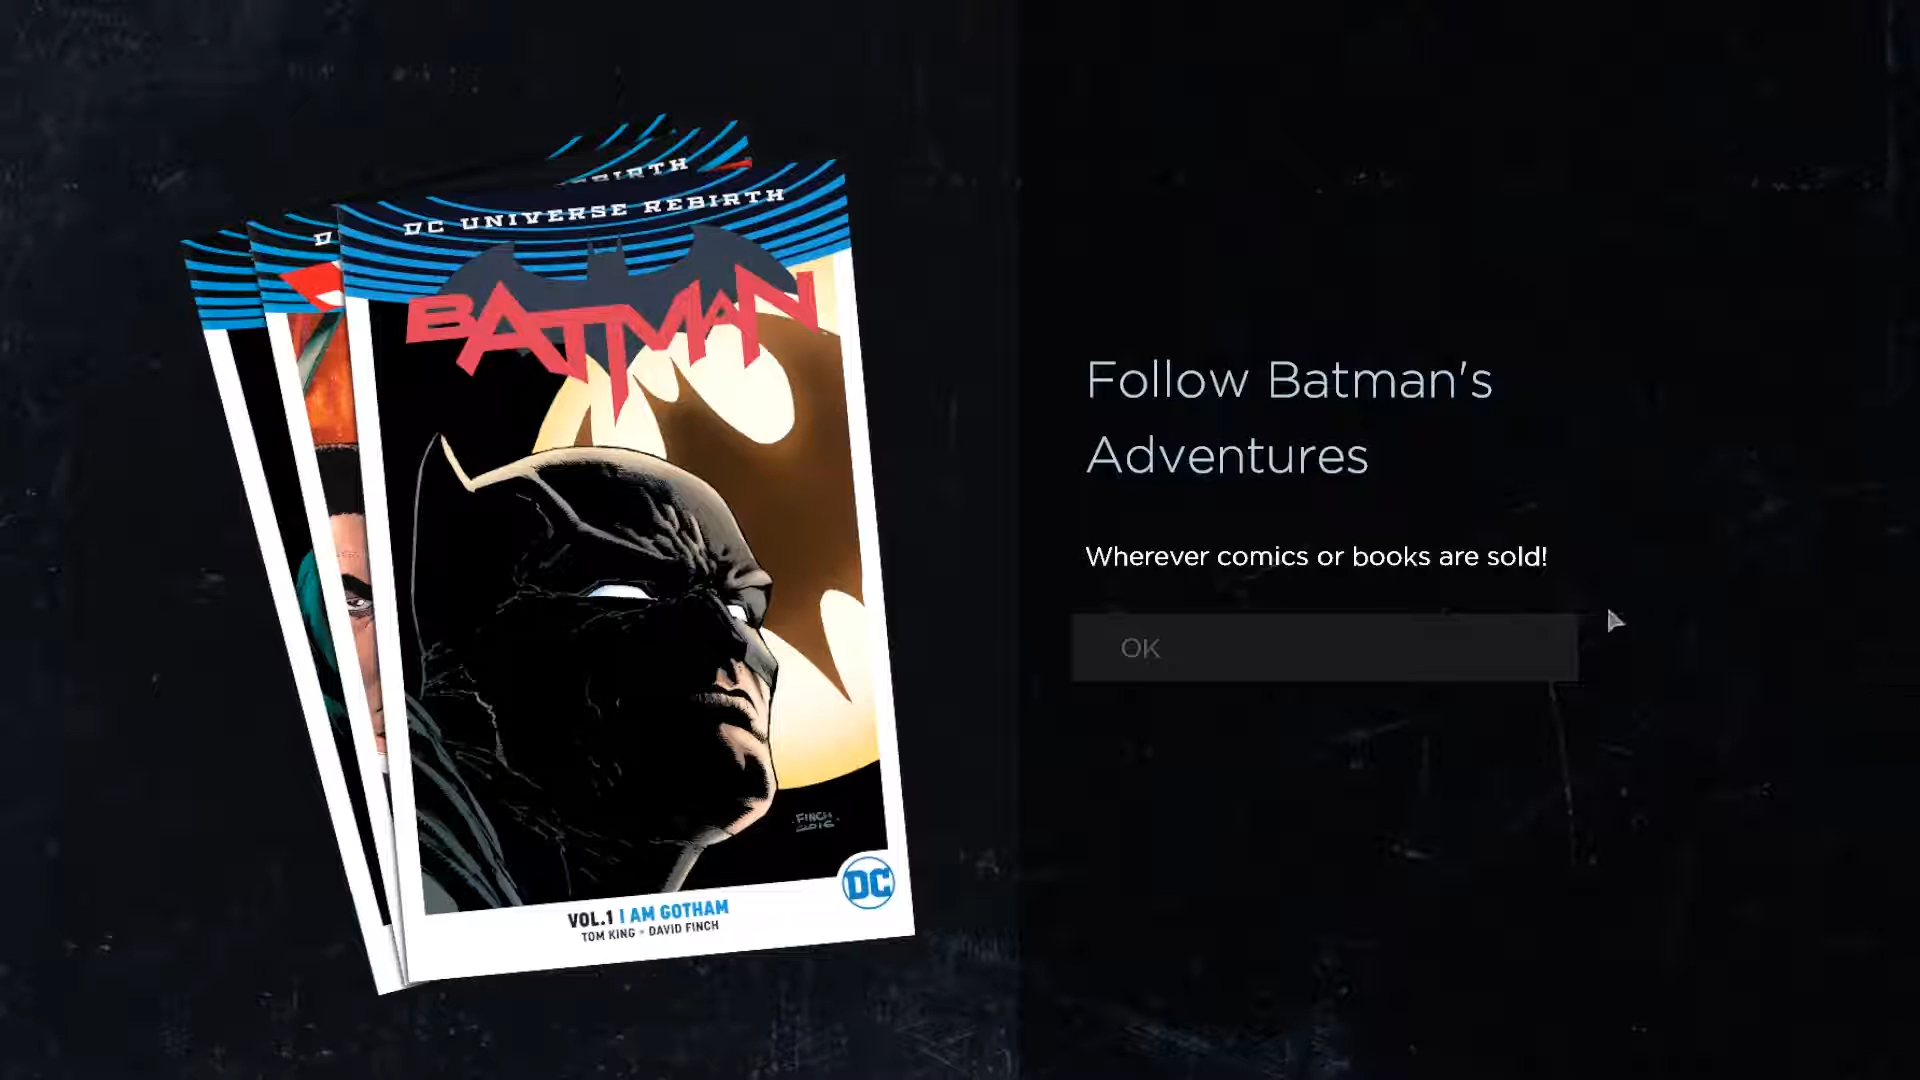 REBIRTH
D
DC UNIVERSE REBIRTH
BATMAN
FINCH
2016
DC
VOL.1 I AM GOTHAM
TOM KING • DAVID FINCH
Follow Batman's
Adventures
Wherever comics or books are sold!
OK